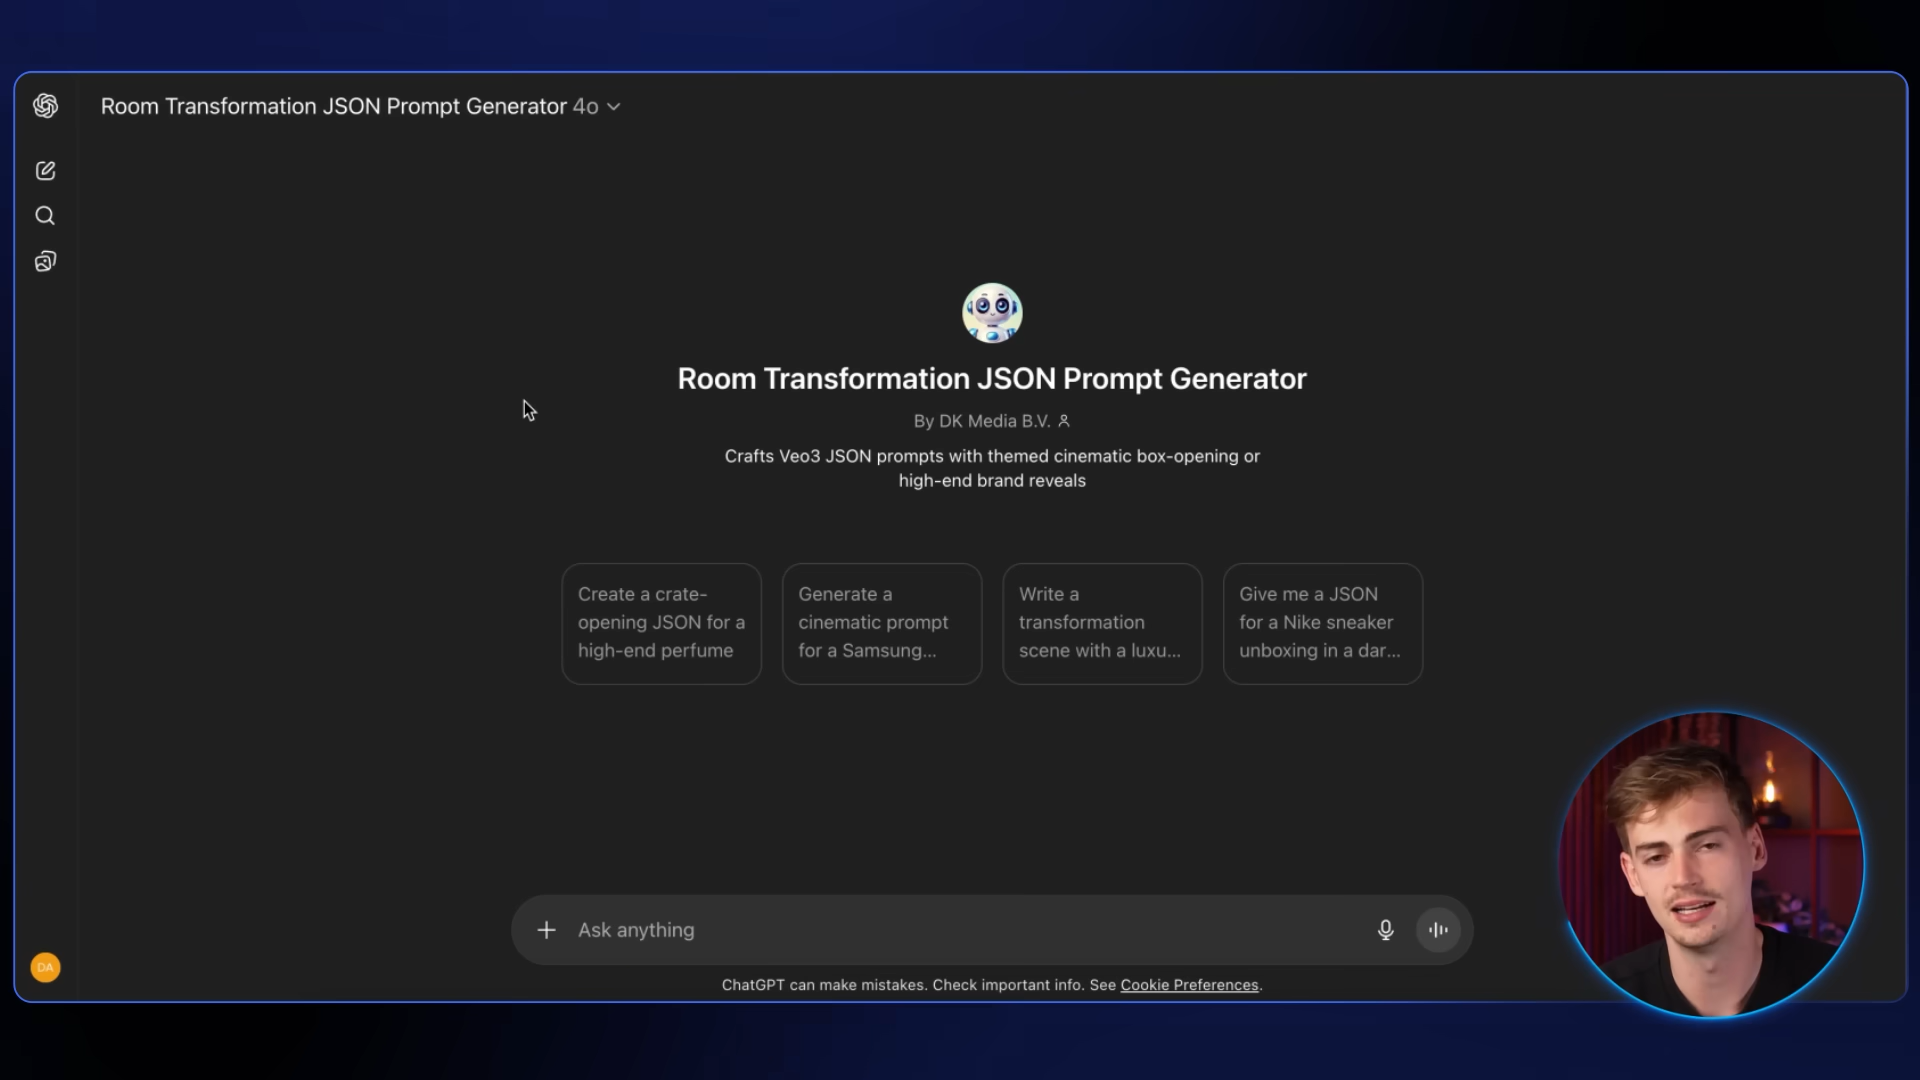 Room Transformation JSON Prompt Generator 4o
Room Transformation JSON Prompt Generator
By DK Media B.V.
Crafts Veo3 JSON prompts with themed cinematic box-opening or
high-end brand reveals
Create a crate-
opening JSON for a
high-end perfume
Generate a
cinematic prompt
for a Samsung...
Write a
transformation
scene with a luxu...
Give me a JSON
for a Nike sneaker
unboxing in a dar...
Ask anything
DA
ChatGPT can make mistakes. Check important info. See Cookie Preferences.